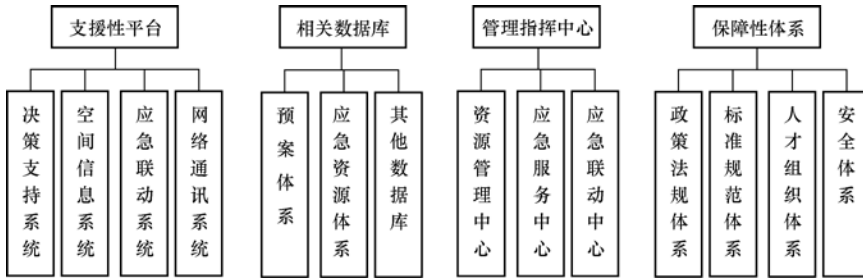 支援性平台
相关数据库
管理指挥中心
保障性体系
决策支持系统
空间信息系统
应急联动系统
网络通讯系统
预案体系
应急资源体系
其他数据库
资源管理中心
应急服务中心
应急联动中心
政策法规体系
标准规范体系
人才组织体系
安全体系